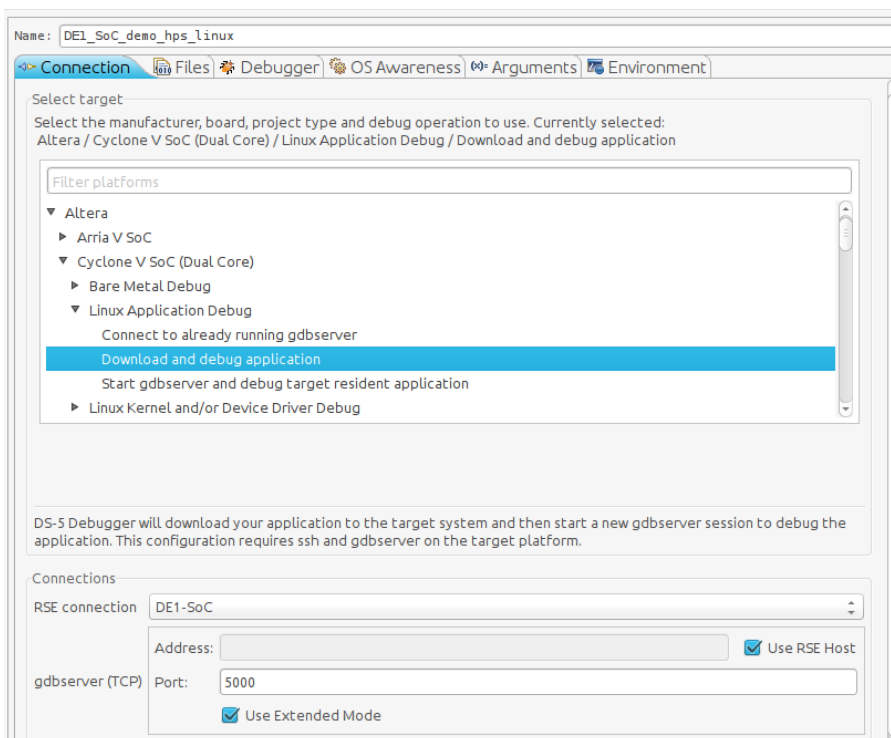 Name: DE1_SoC_demo_hps_linux
Connection Files Debugger OS Awareness (x)= Arguments Environment
Select target
Select the manufacturer, board, project type and debug operation to use. Currently selected:
Altera / Cyclone V SoC (Dual Core) / Linux Application Debug / Download and debug application
Filter platforms
Altera
Arria V SoC
Cyclone V SoC (Dual Core)
Bare Metal Debug
Linux Application Debug
Connect to already running gdbserver
Download and debug application
Start gdbserver and debug target resident application
Linux Kernel and/or Device Driver Debug
DS-5 Debugger will download your application to the target system and then start a new gdbserver session to debug the
application. This configuration requires ssh and gdbserver on the target platform.
Connections
RSE connection DE1-SoC
Address: Use RSE Host
gdbserver (TCP) Port: 5000
Use Extended Mode